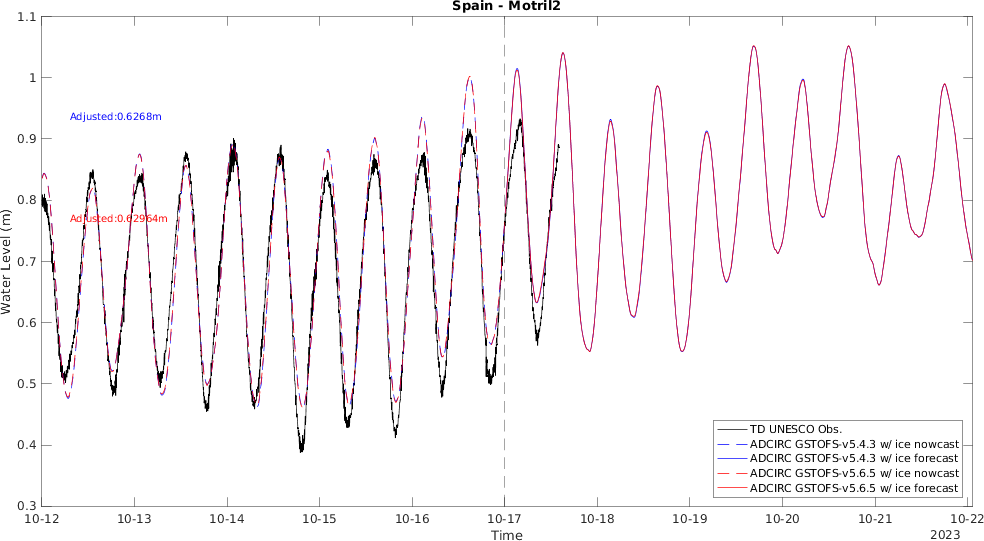 Spain - Motril2
1.1
1
0.9
0.8
0.7
0.6
0.5
0.4
0.3
Water Level (m)
Adjusted:0.6268m
Adjusted:0.62964m
TD UNESCO Obs.
ADCIRC GSTOFS-v5.4.3 w/ ice nowcast
ADCIRC GSTOFS-v5.4.3 w/ ice forecast
ADCIRC GSTOFS-v5.6.5 w/ ice nowcast
ADCIRC GSTOFS-v5.6.5 w/ ice forecast
10-12 10-13 10-14 10-15 10-16 10-17 10-18 10-19 10-20 10-21 10-22
Time
2023